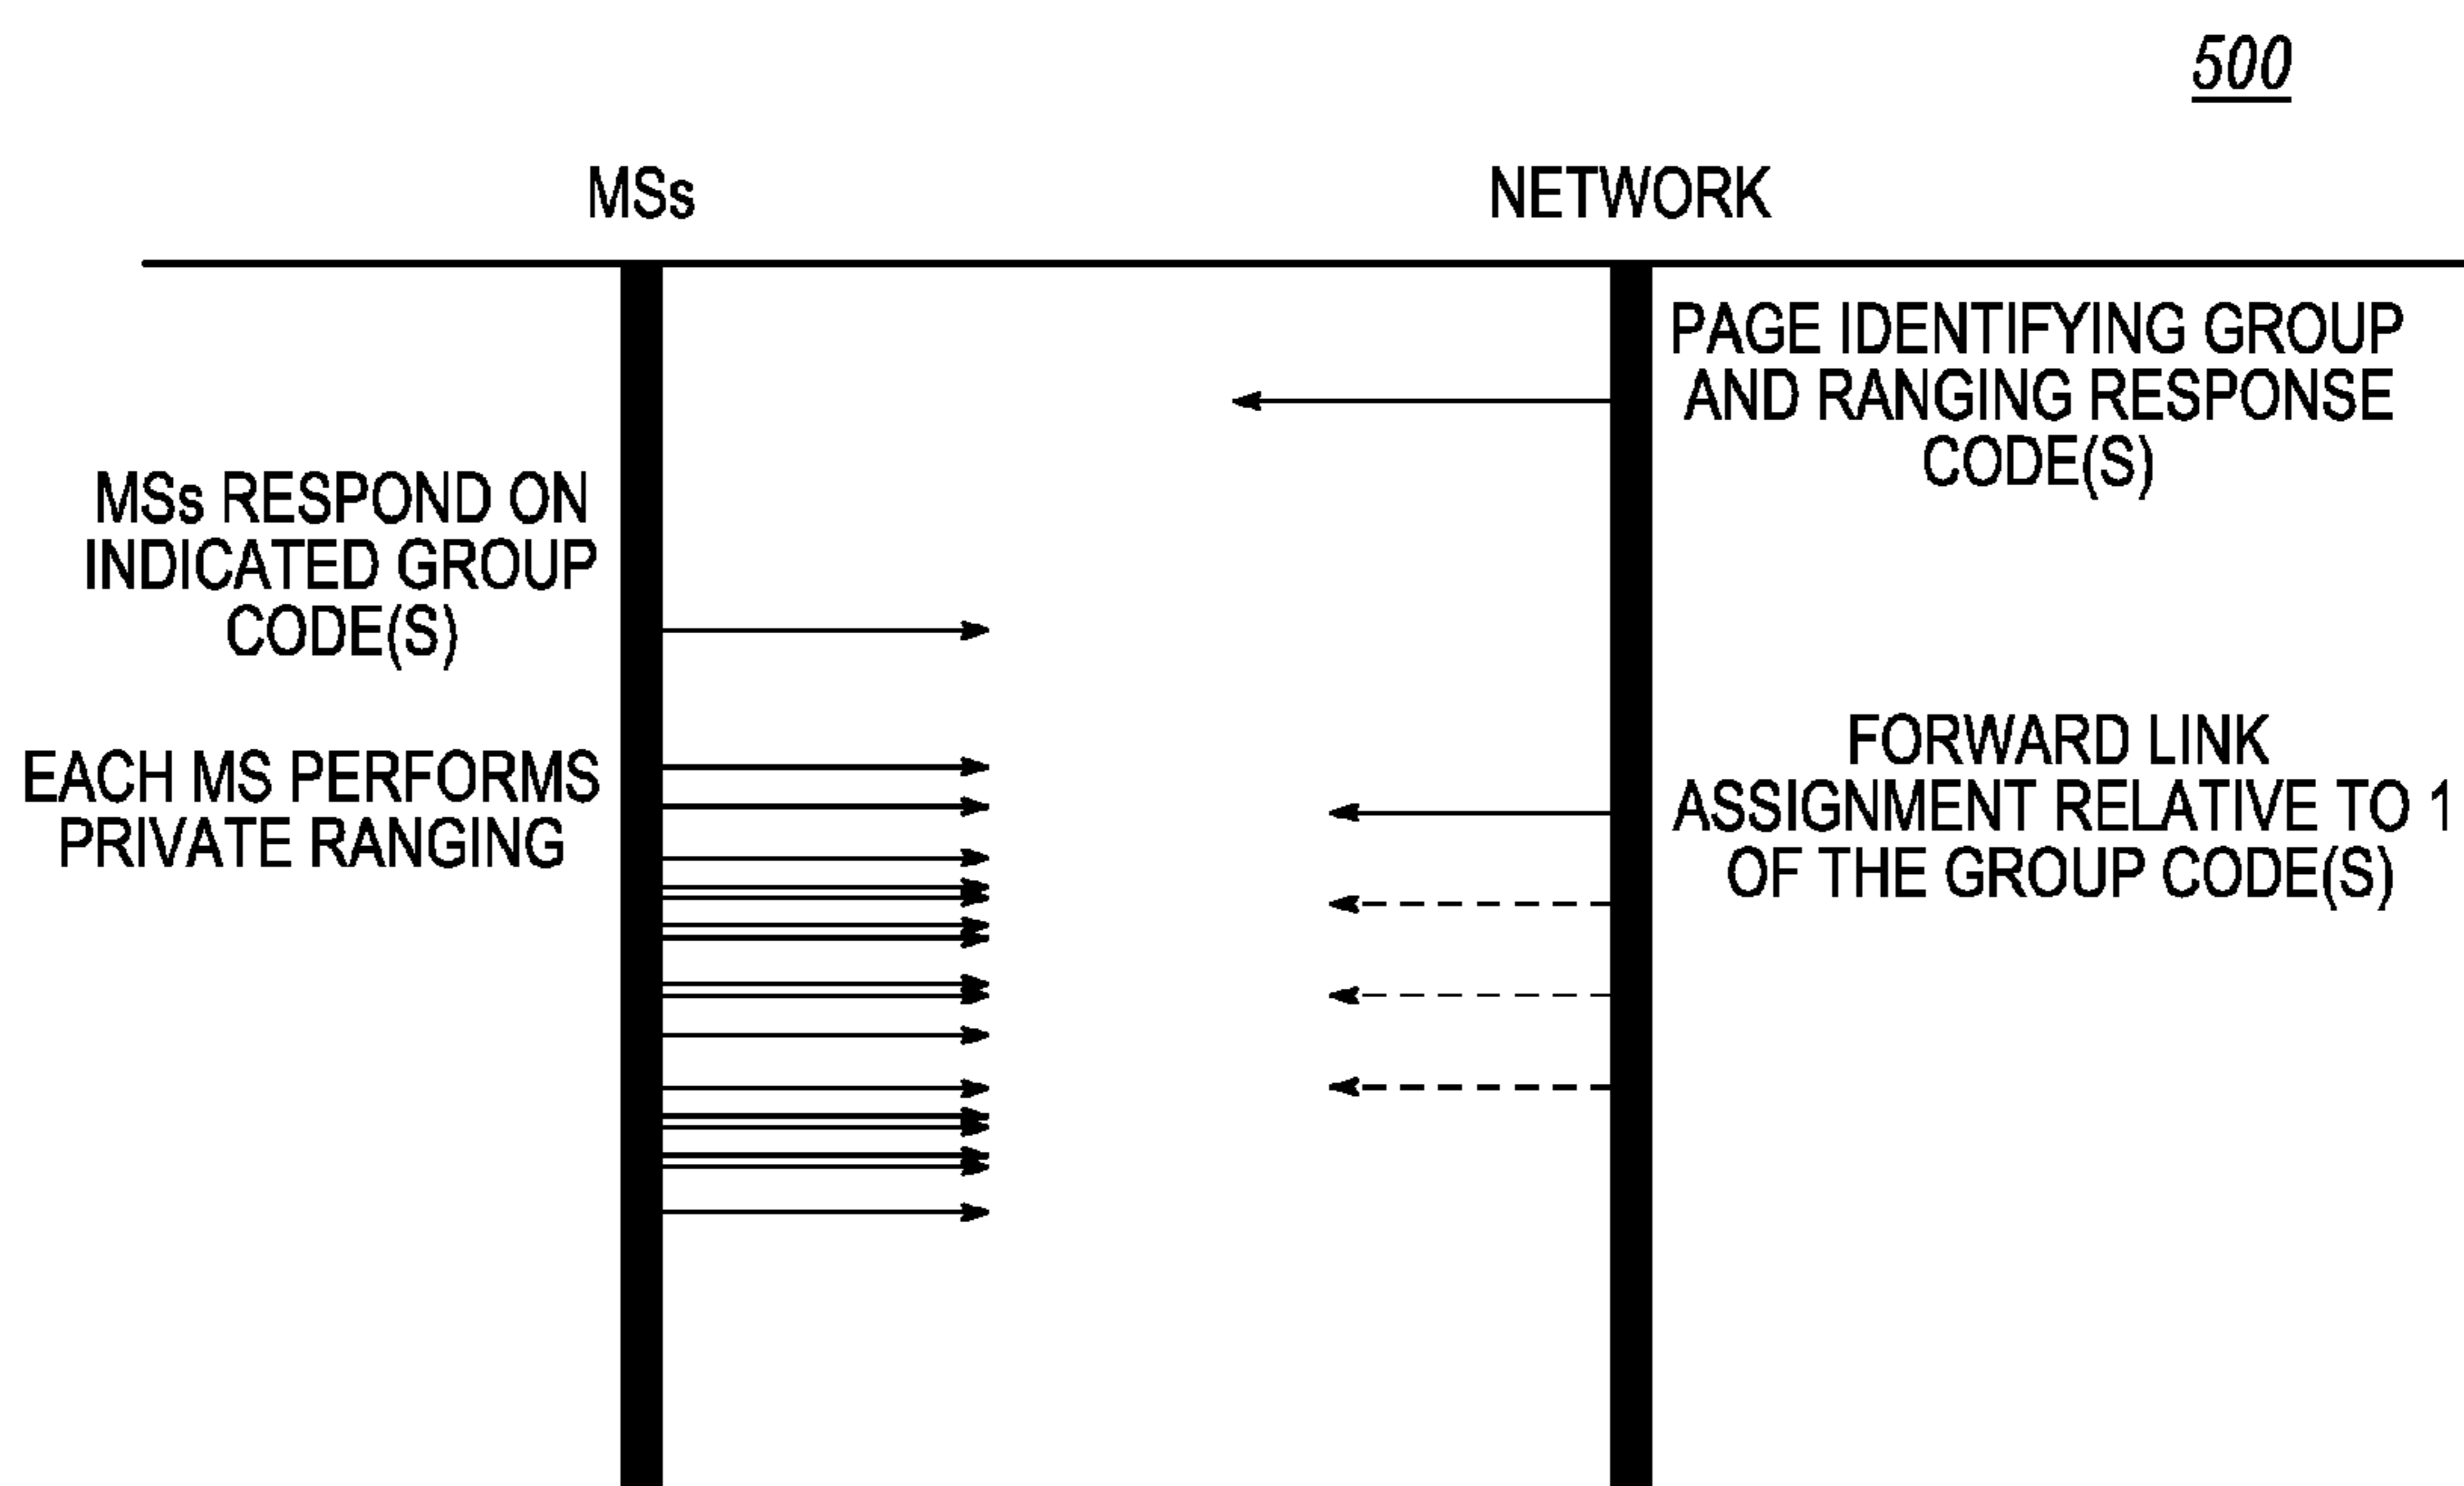 500
MSs
NETWORK
PAGE IDENTIFYING GROUP
AND RANGING RESPONSE
CODE(S)
MSs RESPOND ON
INDICATED GROUP
CODE(S)
EACH MS PERFORMS
PRIVATE RANGING
FORWARD LINK
ASSIGNMENT RELATIVE TO 1
OF THE GROUP CODE(S)